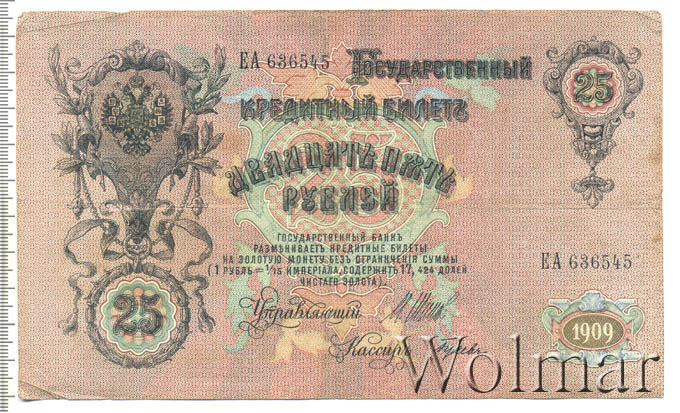 ЕА 636545 Государственный
25
Кредитный Билетъ
Двадцать пять
рублей
Государственный банкъ
размѣниваетъ кредитные билеты
на золотую монету безъ ограниченія суммы
(1 рубль = 1/15 имперіала, содержитъ 17,424 долей
чистаго золота).
ЕА 636545
25
Управляющій
1909
Кассиръ
Wolmar